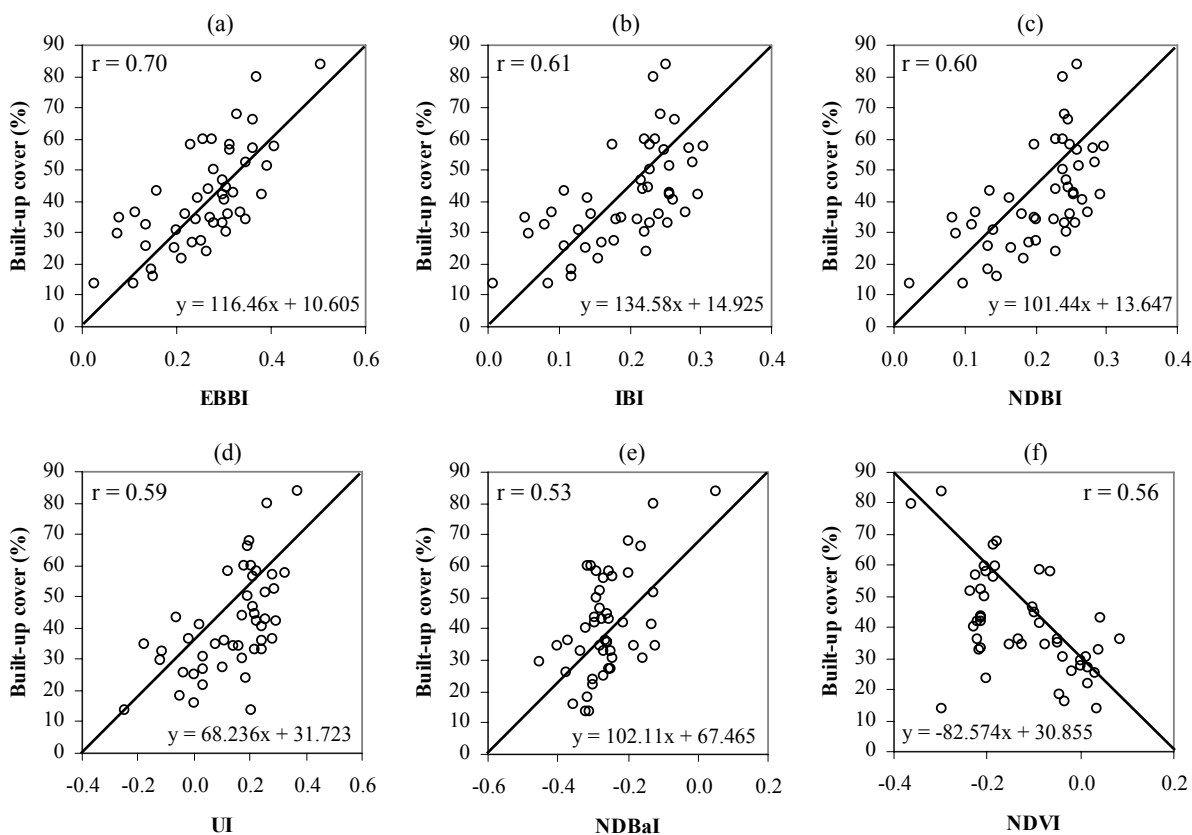 (a)
r = 0.70
Built-up cover (%)
90
80
70
60
50
40
30
20
10
0
y = 116.46x + 10.605
0.0 0.2 0.4 0.6
EBBI
(b)
r = 0.61
Built-up cover (%)
90
80
70
60
50
40
30
20
10
0
y = 134.58x + 14.925
0.0 0.1 0.2 0.3 0.4
IBI
(c)
r = 0.60
Built-up cover (%)
90
80
70
60
50
40
30
20
10
0
y = 101.44x + 13.647
0.0 0.1 0.2 0.3 0.4
NDBI
(d)
r = 0.59
Built-up cover (%)
90
80
70
60
50
40
30
20
10
0
y = 68.236x + 31.723
-0.4 -0.2 0.0 0.2 0.4 0.6
UI
(e)
r = 0.53
Built-up cover (%)
90
80
70
60
50
40
30
20
10
0
y = 102.11x + 67.465
-0.6 -0.4 -0.2 0.0 0.2
NDBaI
(f)
r = 0.56
Built-up cover (%)
90
80
70
60
50
40
30
20
10
0
y = -82.574x + 30.855
-0.4 -0.2 0.0 0.2
NDVI